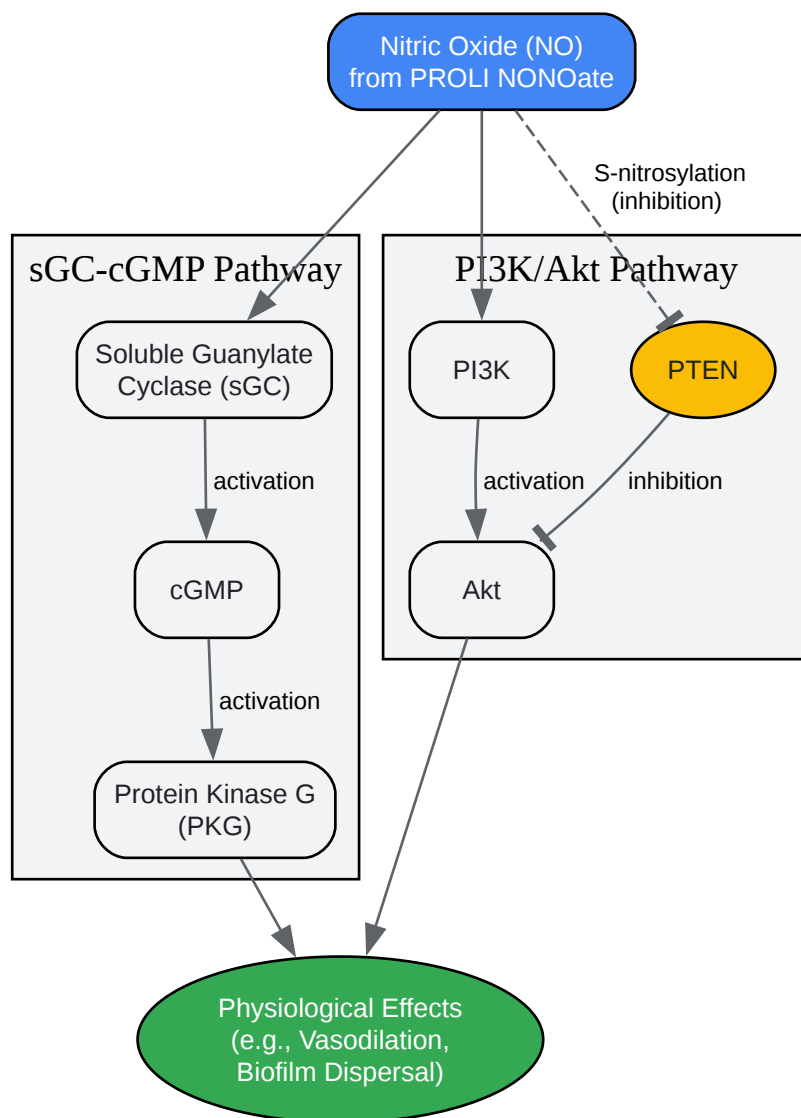 Nitric Oxide (NO)
from PROLI NONOate
S-nitrosylation
(inhibition)
sGC-cGMP Pathway
PI3K/Akt Pathway
Soluble Guanylate
Cyclase (sGC)
PI3K
PTEN
activation
activation
inhibition
cGMP
Akt
activation
Protein Kinase G
(PKG)
Physiological Effects
(e.g., Vasodilation,
Biofilm Dispersal)